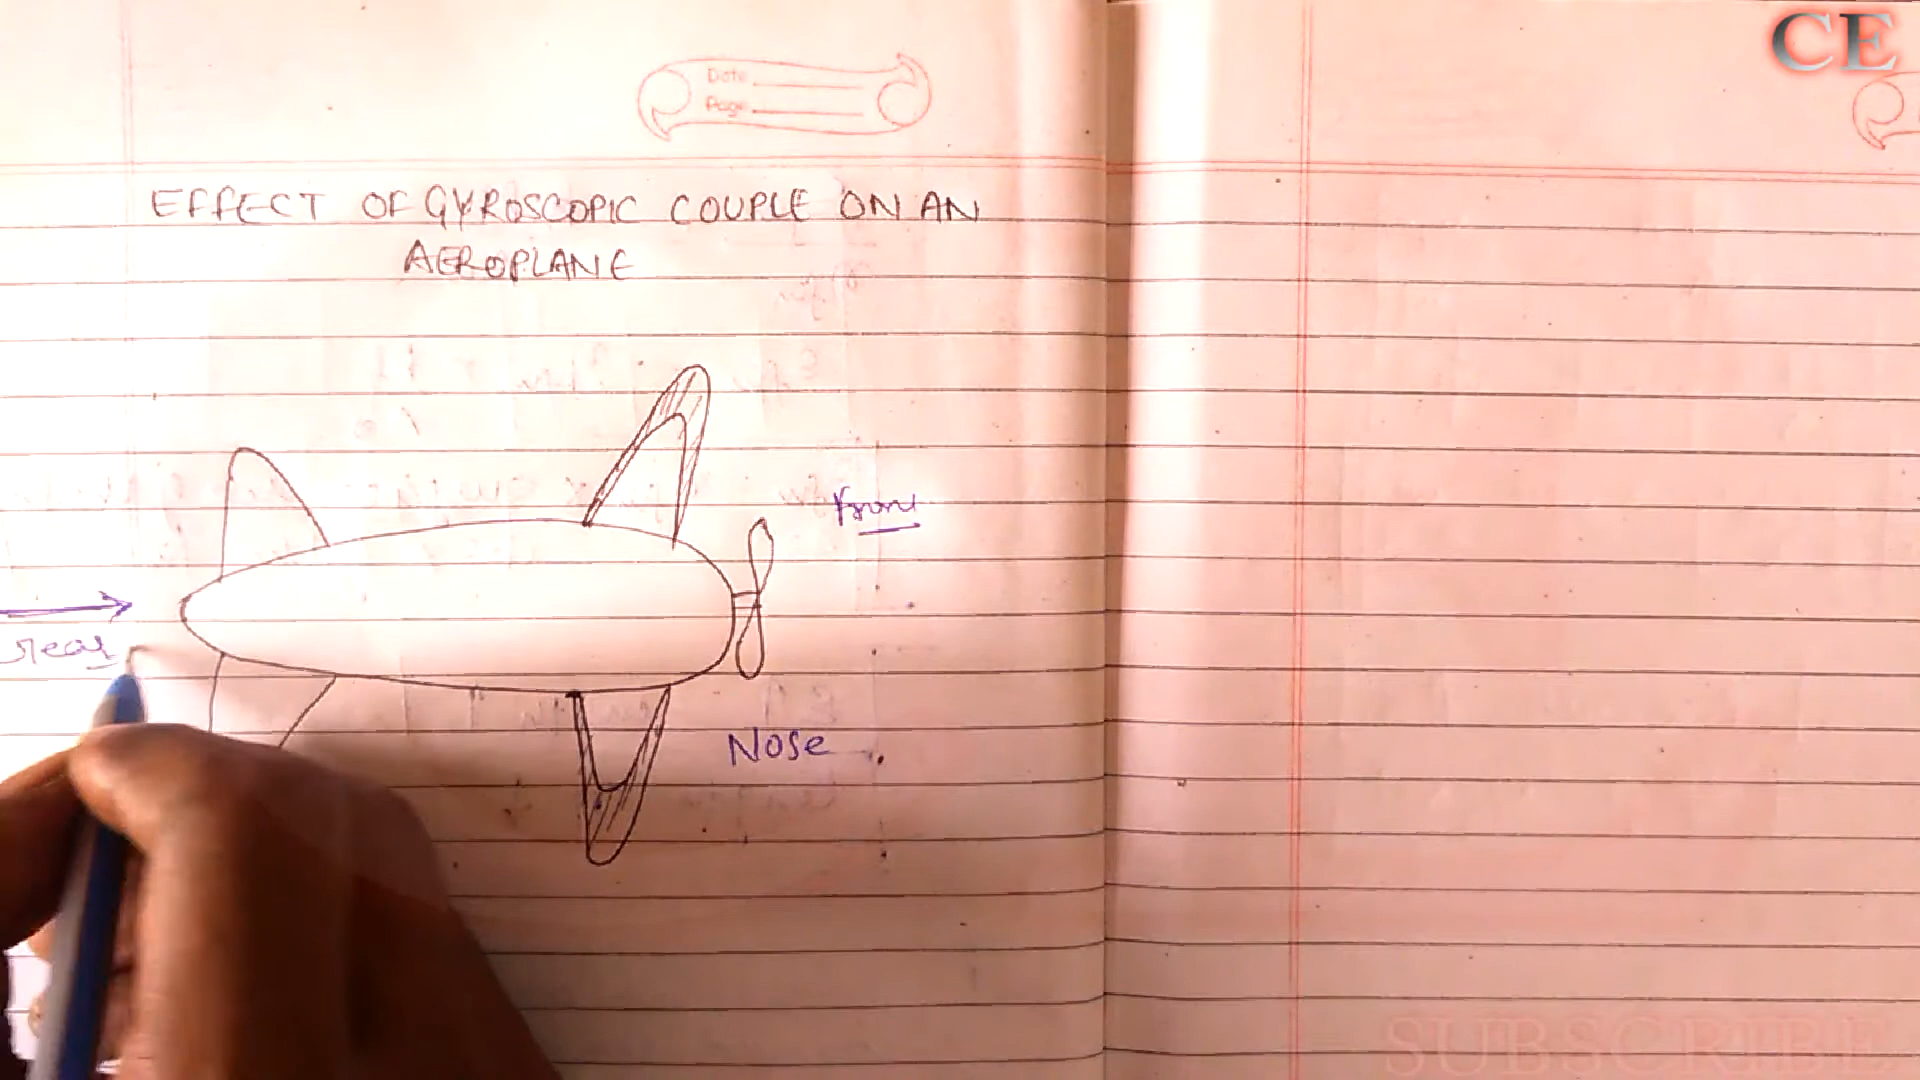 CE
Date
Page
EFFECT OF GYROSCOPIC COUPLE ON AN
AEROPLANE
front
rear
Nose
SUBSCRIBE